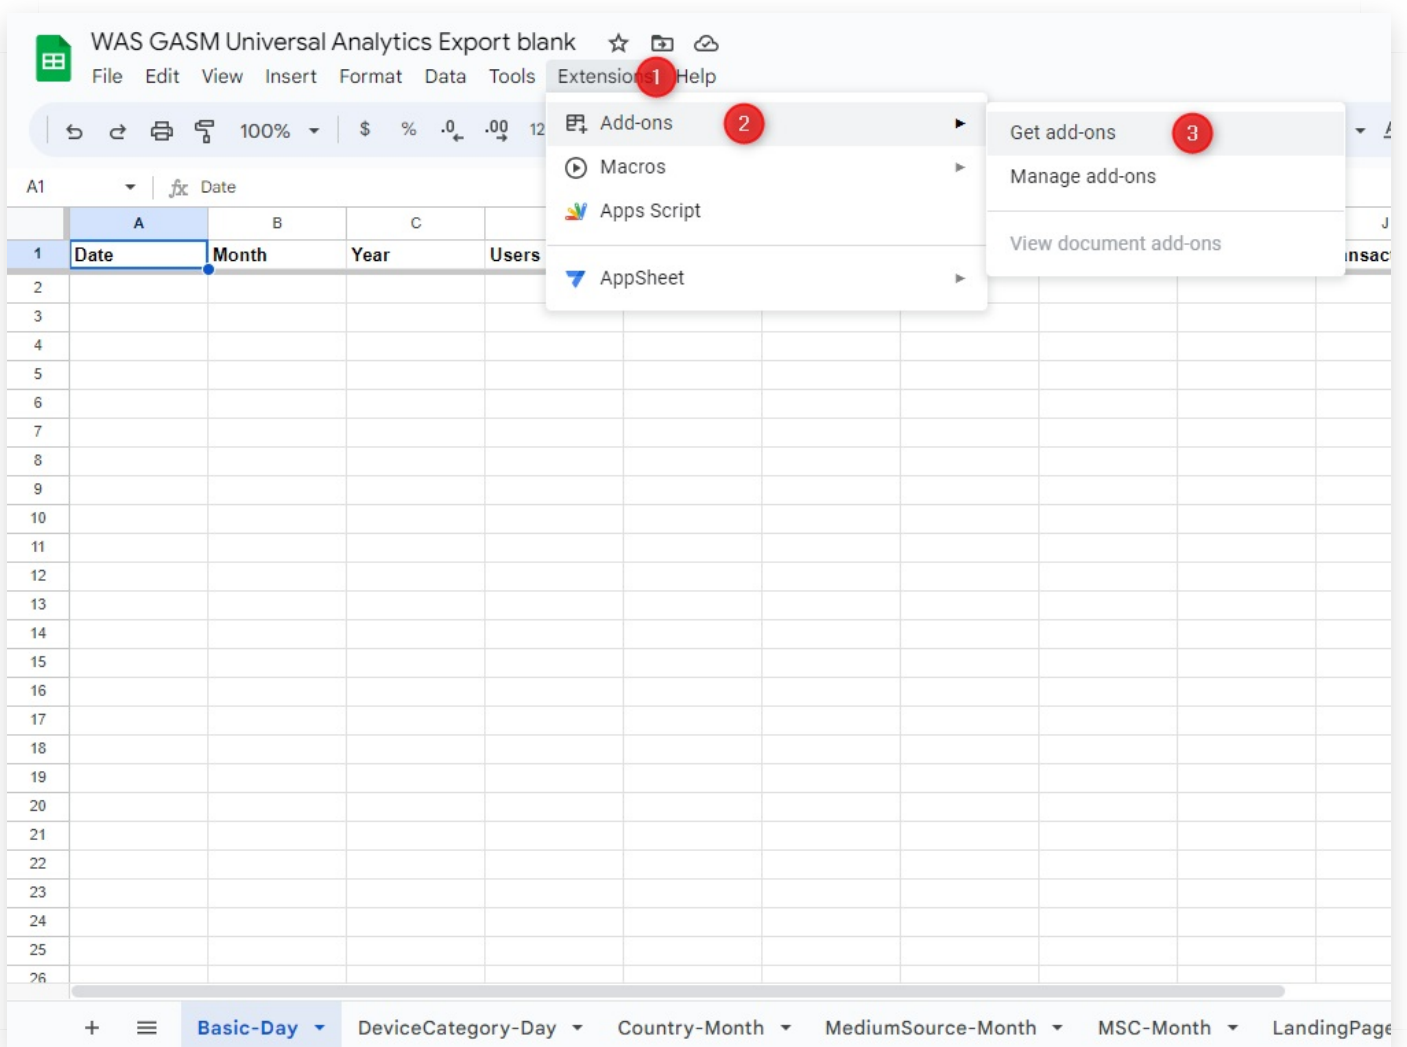 WAS GASM Universal Analytics Export blank
File Edit View Insert Format Data Tools Extensions 1 Help
100% $ % .0 .00 12
Add-ons 2
Get add-ons 3
Macros
Manage add-ons
Apps Script
View document add-ons
AppSheet
A1 fx Date
A B C J
1 Date Month Year Users
2
3
4
5
6
7
8
9
10
11
12
13
14
15
16
17
18
19
20
21
22
23
24
25
26
+ Basic-Day DeviceCategory-Day Country-Month MediumSource-Month MSC-Month LandingPage